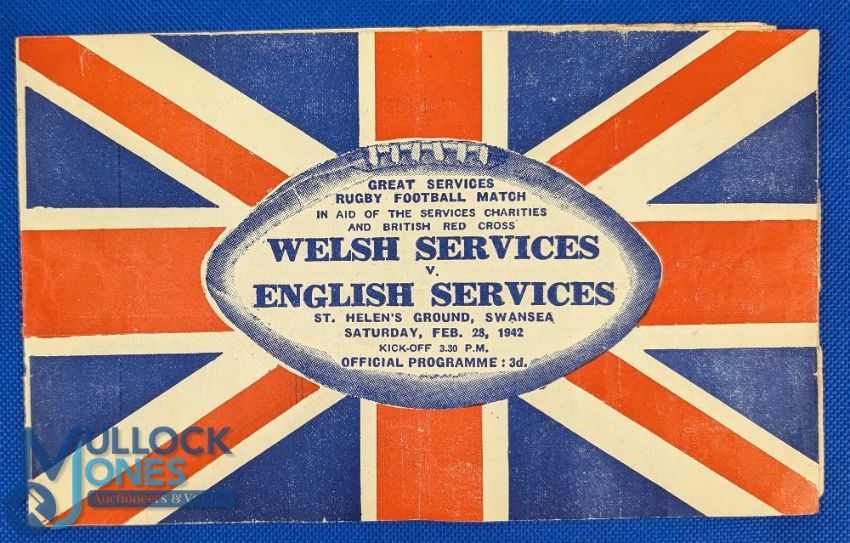 GREAT SERVICES
RUGBY FOOTBALL MATCH
IN AID OF THE SERVICES CHARITIES
AND BRITISH RED CROSS
WELSH SERVICES
V.
ENGLISH SERVICES
ST. HELEN'S GROUND, SWANSEA
SATURDAY, FEB. 28, 1942
KICK-OFF 3.30 P.M.
OFFICIAL PROGRAMME : 3d.
MULLOCK
JONES
Auctioneers &